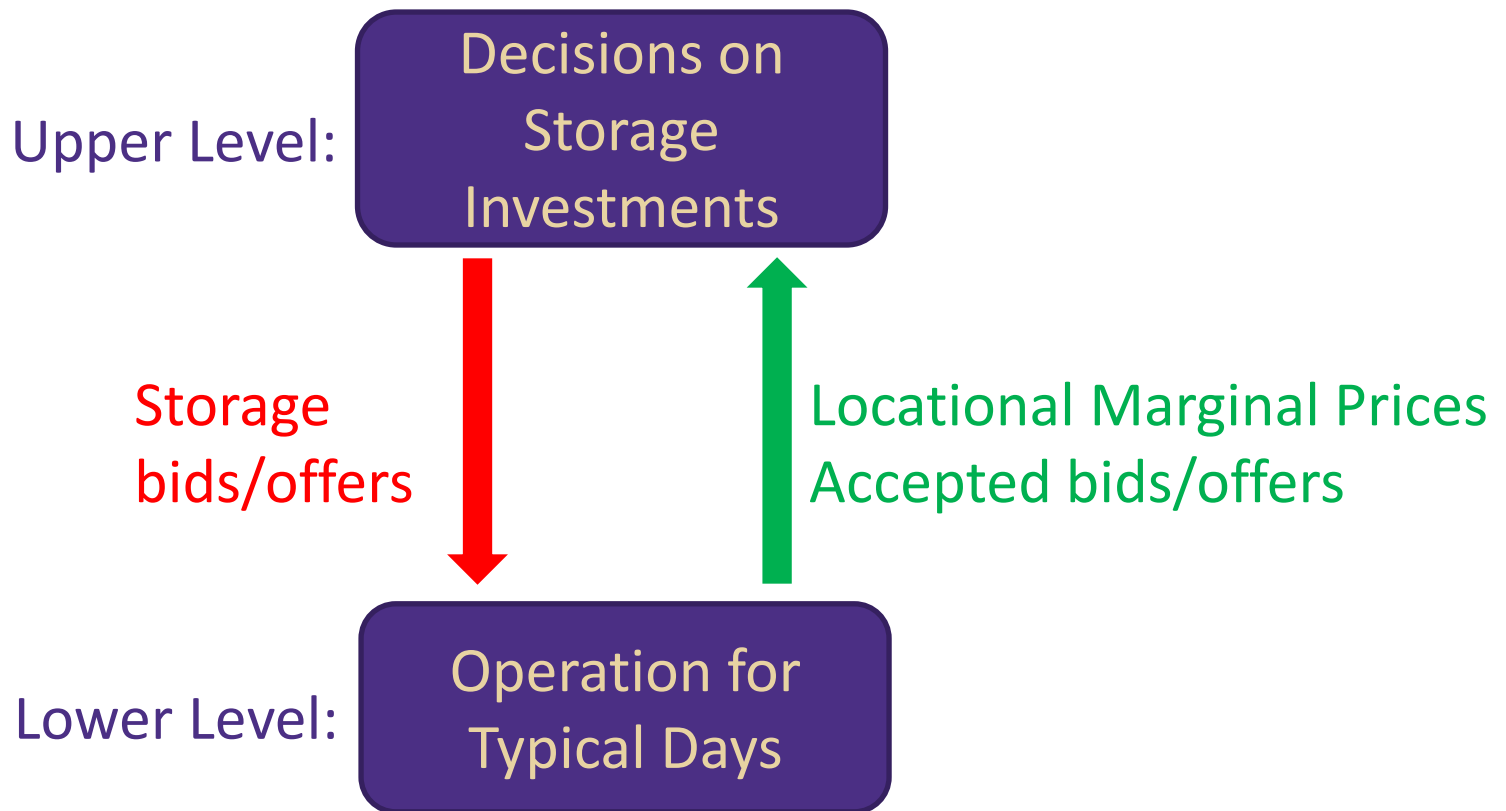 Upper Level:
Decisions on
Storage
Investments
Storage
bids/offers
Locational Marginal Prices
Accepted bids/offers
Lower Level:
Operation for
Typical Days